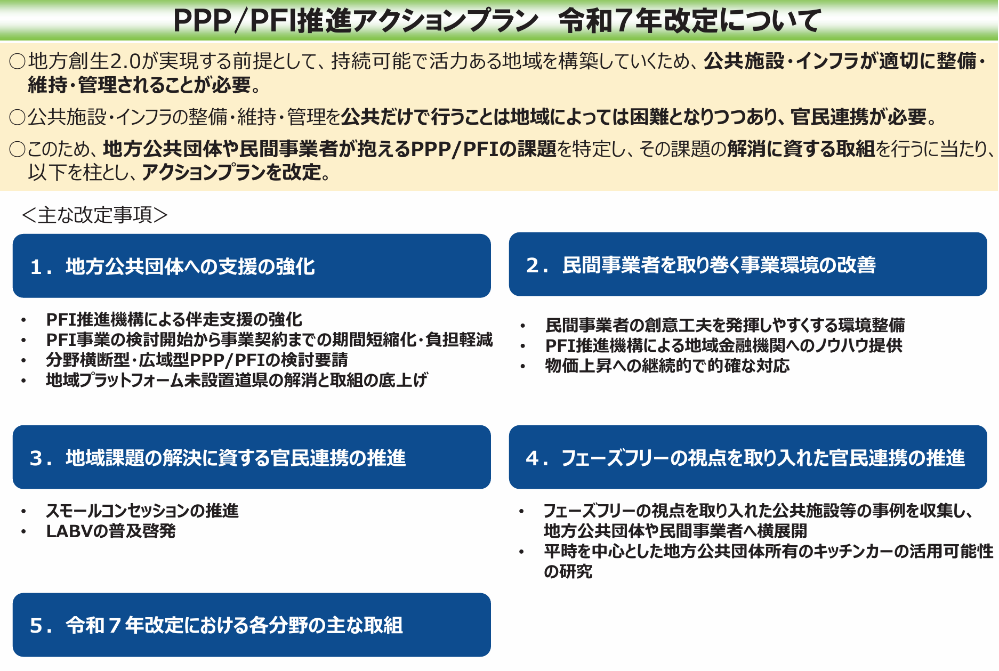 PPP/PFI推進アクションプラン　令和7年改定について
○地方創生2.0が実現する前提として、持続可能で活力ある地域を構築していくため、公共施設・インフラが適切に整備・
維持・管理されることが必要。
○公共施設・インフラの整備・維持・管理を公共だけで行うことは地域によっては困難となりつつあり、官民連携が必要。
○このため、地方公共団体や民間事業者が抱えるPPP/PFIの課題を特定し、その課題の解消に資する取組を行うに当たり、
以下を柱とし、アクションプランを改定。
＜主な改定事項＞
１．地方公共団体への支援の強化
• PFI推進機構による伴走支援の強化
• PFI事業の検討開始から事業契約までの期間短縮化・負担軽減
• 分野横断型・広域型PPP/PFIの検討要請
• 地域プラットフォーム未設置道県の解消と取組の底上げ
２．民間事業者を取り巻く事業環境の改善
• 民間事業者の創意工夫を発揮しやすくする環境整備
• PFI推進機構による地域金融機関へのノウハウ提供
• 物価上昇への継続的で的確な対応
３．地域課題の解決に資する官民連携の推進
• スモールコンセッションの推進
• LABVの普及啓発
４．フェーズフリーの視点を取り入れた官民連携の推進
• フェーズフリーの視点を取り入れた公共施設等の事例を収集し、
地方公共団体や民間事業者へ横展開
• 平時を中心とした地方公共団体所有のキッチンカーの活用可能性
の研究
５．令和７年改定における各分野の主な取組